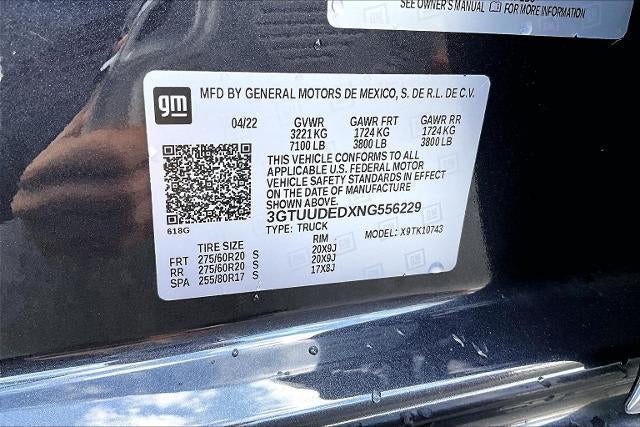 SEE OWNER'S MANUAL FOR MORE INFORMATION
gm
MFD BY GENERAL MOTORS DE MEXICO, S. DE R.L. DE C.V.
04/22 GVWR GAWR FRT GAWR RR
3221 KG 1724 KG 1724 KG
7100 LB 3800 LB 3800 LB
THIS VEHICLE CONFORMS TO ALL
APPLICABLE U.S. FEDERAL MOTOR
VEHICLE SAFETY STANDARDS IN EFFECT
ON THE DATE OF MANUFACTURE
SHOWN ABOVE.
3GTUUDEDXNG556229
618G TYPE: TRUCK MODEL: X9TK10743
TIRE SIZE RIM
FRT 275/60R20 S 20X9J
RR 275/60R20 S 20X9J
SPA 255/80R17 S 17X8J